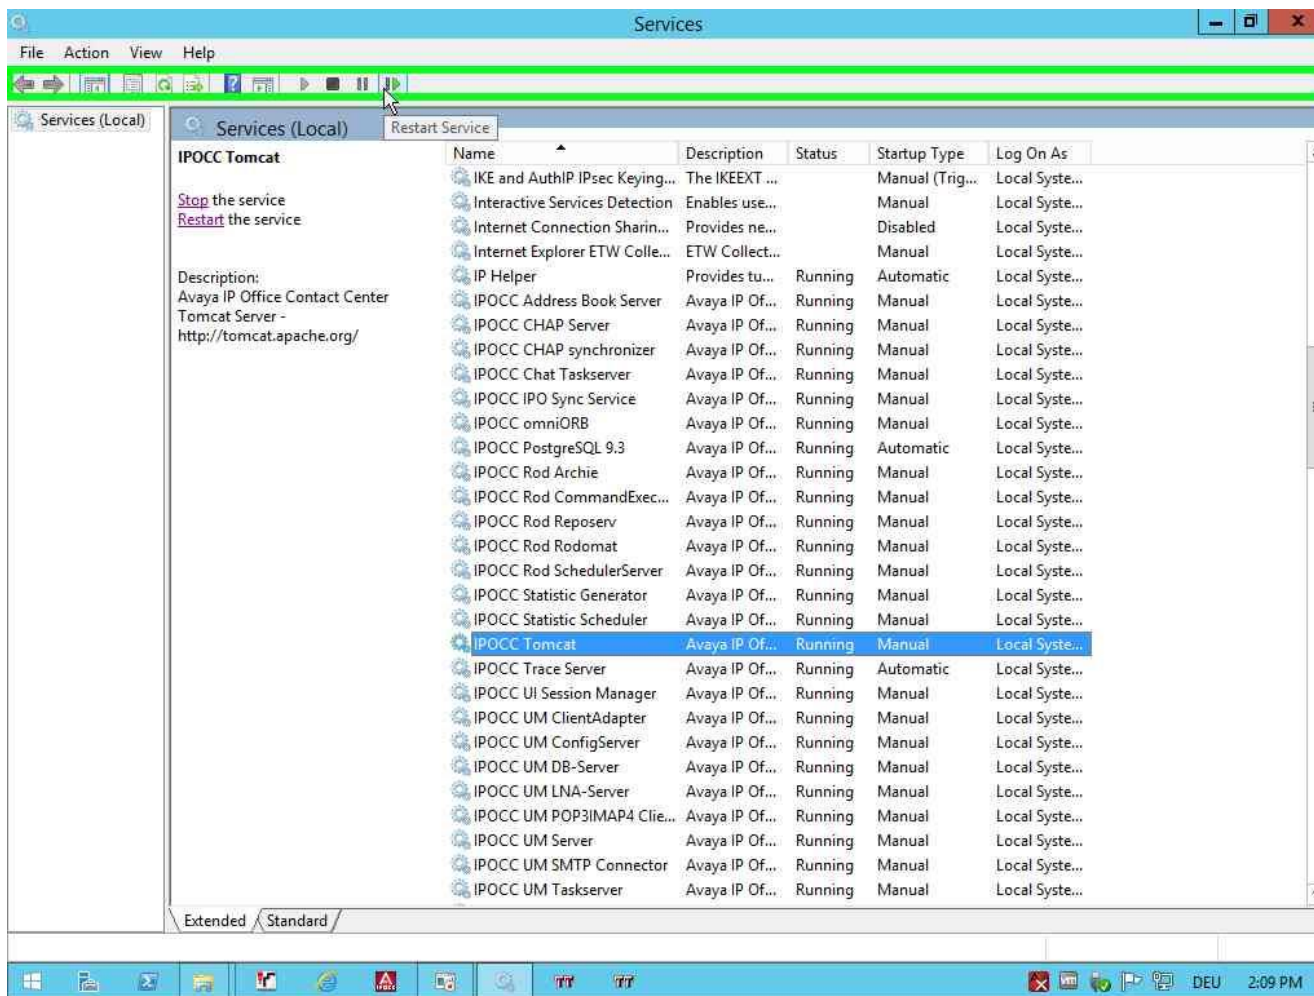 Services
File Action View Help
Services (Local)
Services (Local)
Restart Service
IPOCC Tomcat
Stop the service
Restart the service
Description:
Avaya IP Office Contact Center
Tomcat Server -
http://tomcat.apache.org/
Name Description Status Startup Type Log On As
IKE and AuthIP IPsec Keying... The IKEEXT ... Manual (Trig... Local Syste...
Interactive Services Detection Enables use... Manual Local Syste...
Internet Connection Sharin... Provides ne... Disabled Local Syste...
Internet Explorer ETW Colle... ETW Collect... Manual Local Syste...
IP Helper Provides tu... Running Automatic Local Syste...
IPOCC Address Book Server Avaya IP Of... Running Manual Local Syste...
IPOCC CHAP Server Avaya IP Of... Running Manual Local Syste...
IPOCC CHAP synchronizer Avaya IP Of... Running Manual Local Syste...
IPOCC Chat Taskserver Avaya IP Of... Running Manual Local Syste...
IPOCC IPO Sync Service Avaya IP Of... Running Manual Local Syste...
IPOCC omniORB Avaya IP Of... Running Manual Local Syste...
IPOCC PostgreSQL 9.3 Avaya IP Of... Running Automatic Local Syste...
IPOCC Rod Archie Avaya IP Of... Running Manual Local Syste...
IPOCC Rod CommandExec... Avaya IP Of... Running Manual Local Syste...
IPOCC Rod Reposerv Avaya IP Of... Running Manual Local Syste...
IPOCC Rod Rodomat Avaya IP Of... Running Manual Local Syste...
IPOCC Rod SchedulerServer Avaya IP Of... Running Manual Local Syste...
IPOCC Statistic Generator Avaya IP Of... Running Manual Local Syste...
IPOCC Statistic Scheduler Avaya IP Of... Running Manual Local Syste...
IPOCC Tomcat Avaya IP Of... Running Manual Local Syste...
IPOCC Trace Server Avaya IP Of... Running Automatic Local Syste...
IPOCC UI Session Manager Avaya IP Of... Running Manual Local Syste...
IPOCC UM ClientAdapter Avaya IP Of... Running Manual Local Syste...
IPOCC UM ConfigServer Avaya IP Of... Running Manual Local Syste...
IPOCC UM DB-Server Avaya IP Of... Running Manual Local Syste...
IPOCC UM LNA-Server Avaya IP Of... Running Manual Local Syste...
IPOCC UM POP3IMAP4 Clie... Avaya IP Of... Running Manual Local Syste...
IPOCC UM Server Avaya IP Of... Running Manual Local Syste...
IPOCC UM SMTP Connector Avaya IP Of... Running Manual Local Syste...
IPOCC UM Taskserver Avaya IP Of... Running Manual Local Syste...
Extended Standard
DEU 2:09 PM